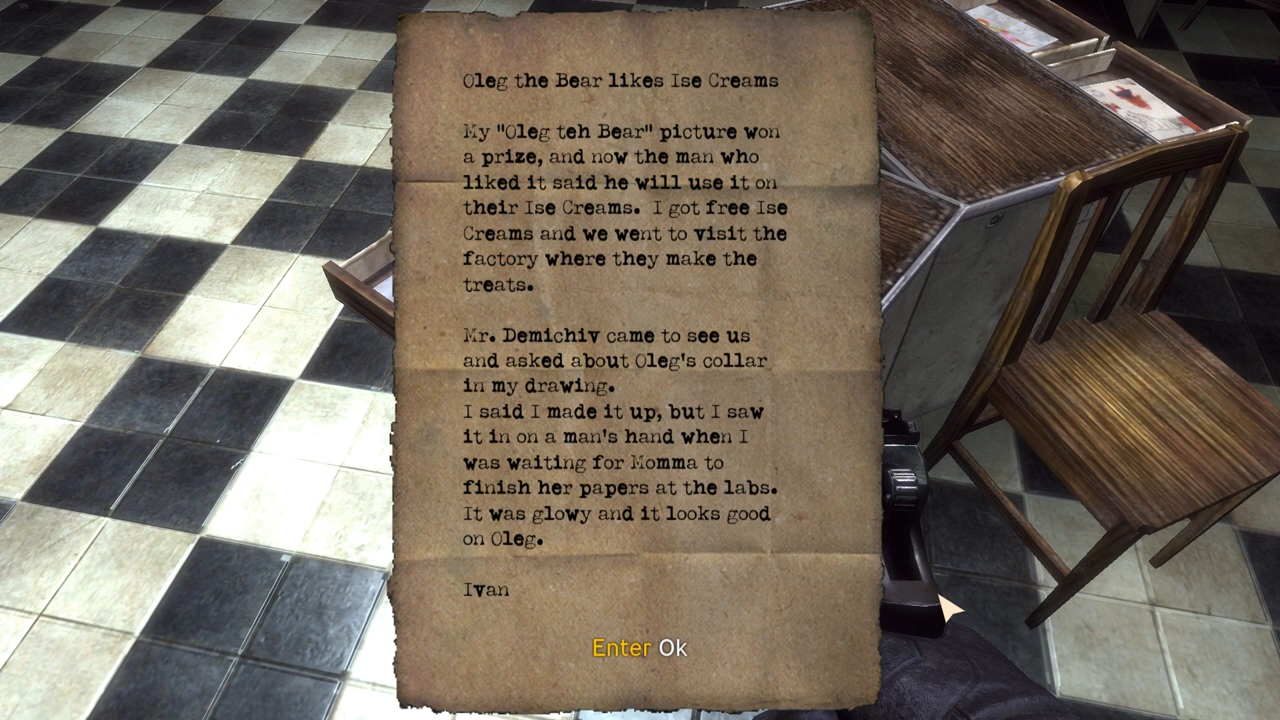 Oleg the Bear likes Ise Creams
My "Oleg teh Bear" picture won
a prize, and now the man who
liked it said he will use it on
their Ise Creams. I got free Ise
Creams and we went to visit the
factory where they make the
treats.
Mr. Demichiv came to see us
and asked about Oleg's collar
in my drawing.
I said I made it up, but I saw
it in on a man's hand when I
was waiting for Momma to
finish her papers at the labs.
It was glowy and it looks good
on Oleg.
Ivan
Enter Ok